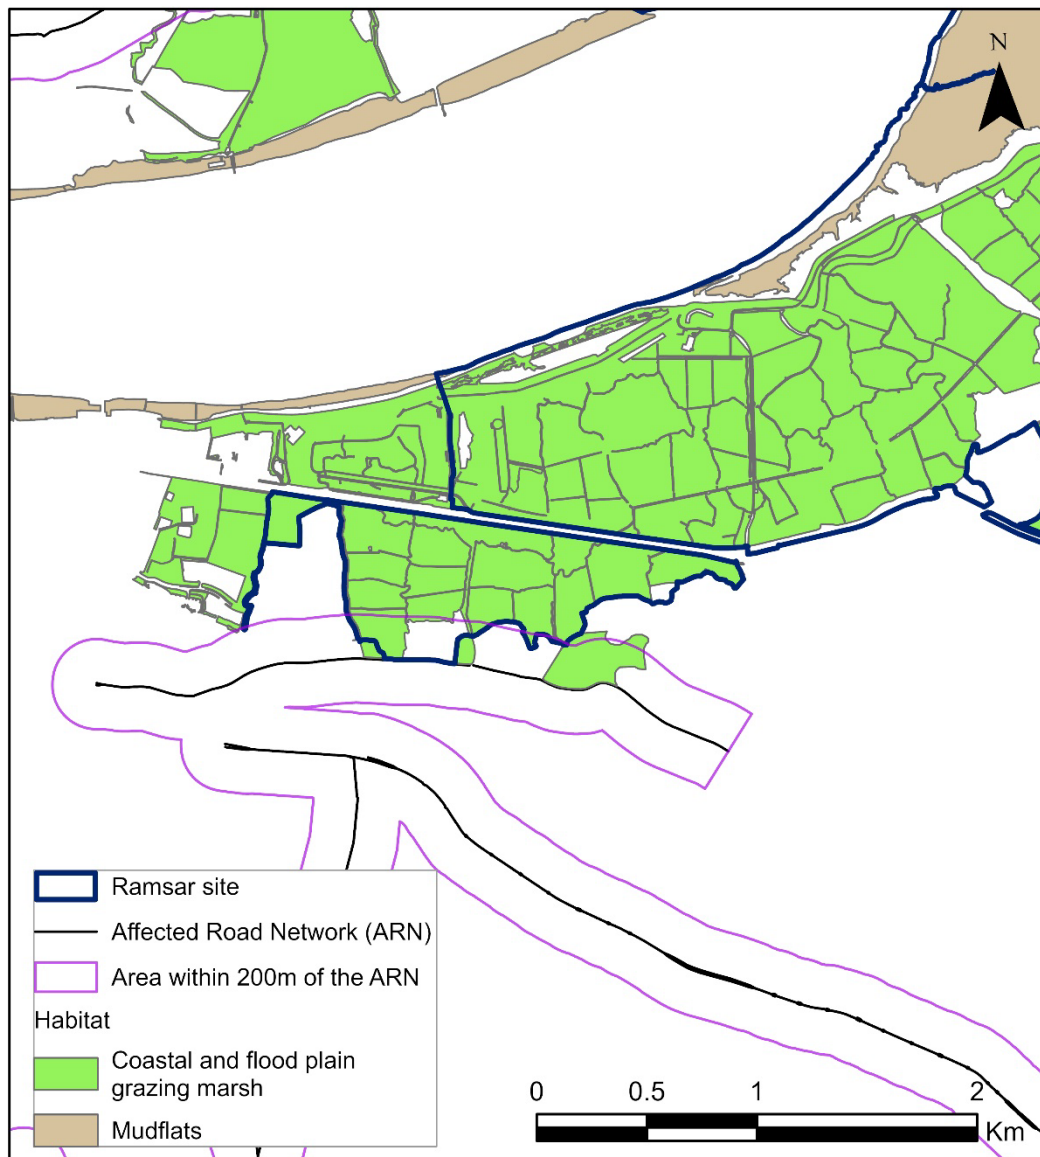 N
Ramsar site
Affected Road Network (ARN)
Area within 200m of the ARN
Habitat
Coastal and flood plain
grazing marsh
Mudflats
0 0.5 1 2
Km